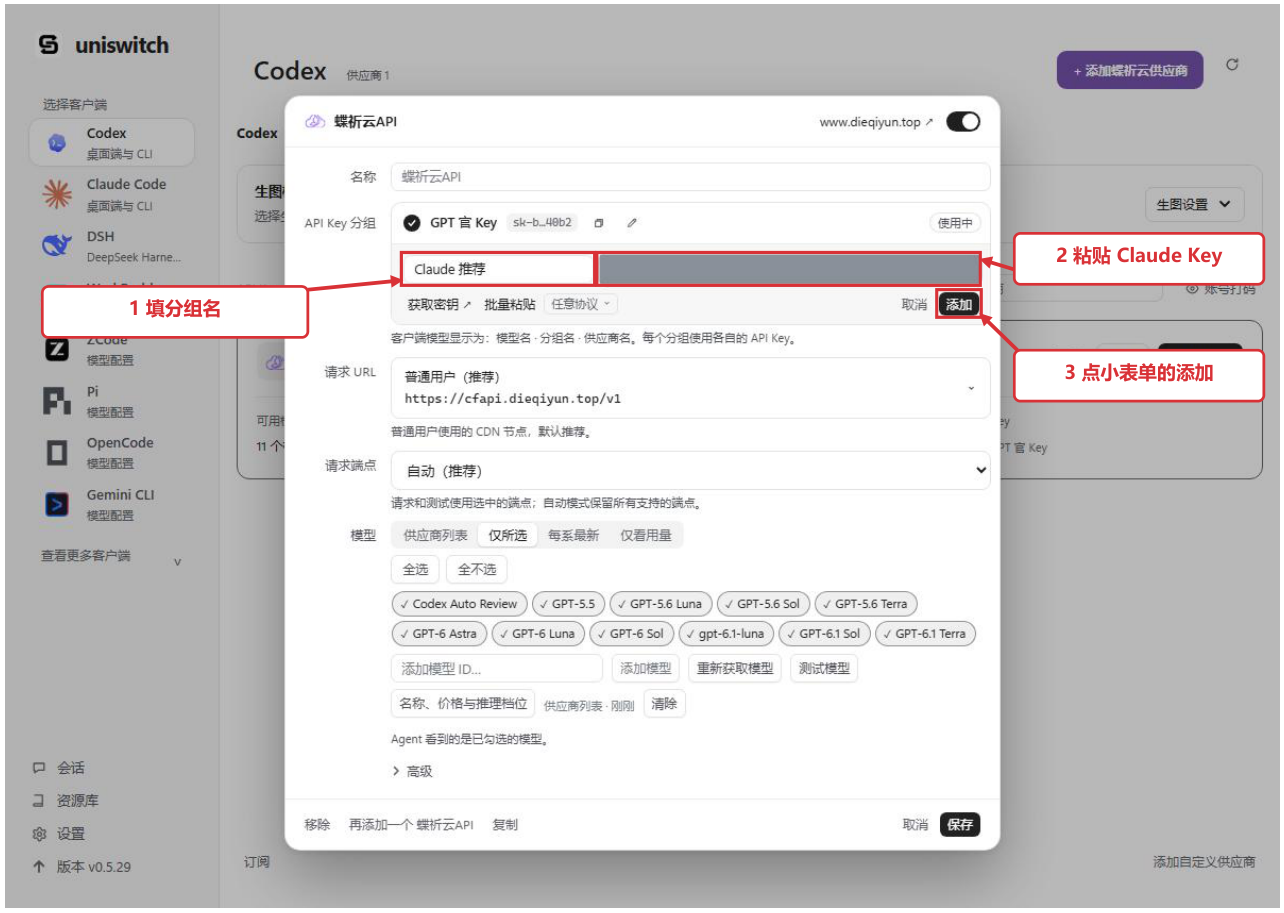 uniswitch
选择客户端
Codex
桌面端与 CLI
Claude Code
桌面端与 CLI
DSH
DeepSeek Harne...
ZCode
模型配置
Pi
模型配置
OpenCode
模型配置
Gemini CLI
模型配置
查看更多客户端
会话
资源库
设置
版本 v0.5.29
Codex 供应商 1
+ 添加蝶祈云供应商
Codex
生图
选择
生图设置
账号打码
可用
11 个
GPT 官 Key
订阅
添加自定义供应商
蝶祈云API
www.dieqiyun.top ↗
名称
蝶祈云API
API Key 分组
GPT 官 Key sk-b…40b2
使用中
Claude 推荐
获取密钥 ↗ 批量粘贴 任意协议
取消 添加
客户端模型显示为：模型名 · 分组名 · 供应商名。每个分组使用各自的 API Key。
请求 URL
普通用户（推荐）
https://cfapi.dieqiyun.top/v1
普通用户使用的 CDN 节点，默认推荐。
请求端点
自动（推荐）
请求和测试使用选中的端点；自动模式保留所有支持的端点。
模型
供应商列表 仅所选 每系最新 仅看用量
全选 全不选
✓ Codex Auto Review ✓ GPT-5.5 ✓ GPT-5.6 Luna ✓ GPT-5.6 Sol ✓ GPT-5.6 Terra
✓ GPT-6 Astra ✓ GPT-6 Luna ✓ GPT-6 Sol ✓ gpt-6.1-luna ✓ GPT-6.1 Sol ✓ GPT-6.1 Terra
添加模型 ID... 添加模型 重新获取模型 测试模型
名称、价格与推理档位 供应商列表 · 刚刚 清除
Agent 看到的是已勾选的模型。
高级
移除 再添加一个 蝶祈云API 复制
取消 保存
1 填分组名
2 粘贴 Claude Key
3 点小表单的添加